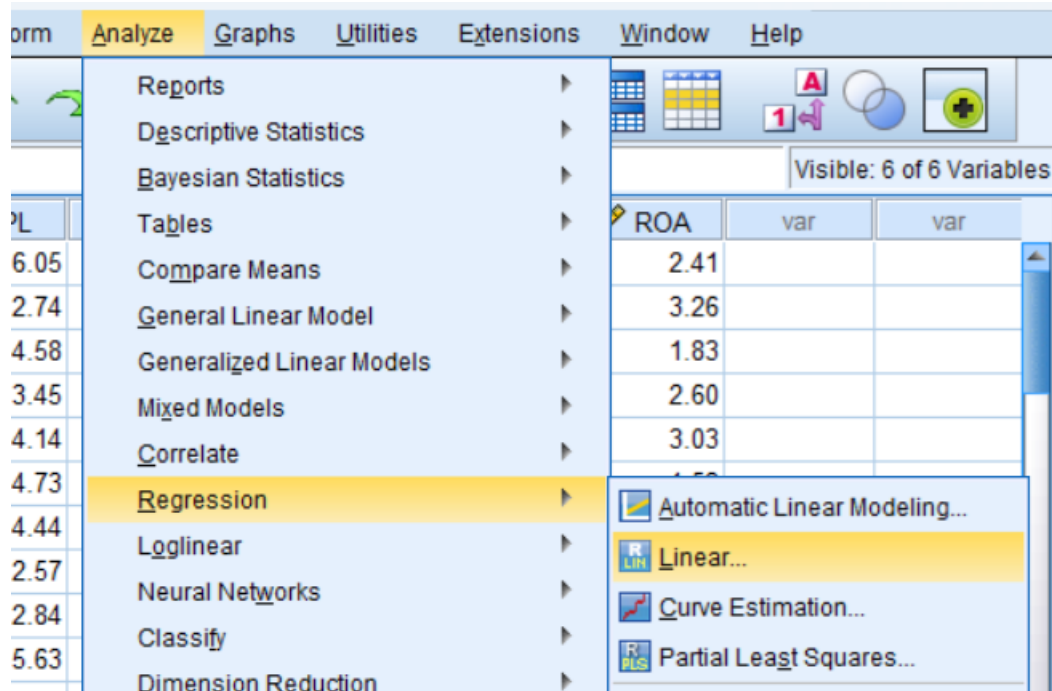 orm Analyze Graphs Utilities Extensions Window Help
A
1
Visible: 6 of 6 Variables
PL ROA var var
6.05 2.41
2.74 3.26
4.58 1.83
3.45 2.60
4.14 3.03
4.73
4.44
2.57
2.84
5.63
Reports
Descriptive Statistics
Bayesian Statistics
Tables
Compare Means
General Linear Model
Generalized Linear Models
Mixed Models
Correlate
Regression
Loglinear
Neural Networks
Classify
Dimension Reduction
Automatic Linear Modeling...
R LIN Linear...
Curve Estimation...
R PLS Partial Least Squares...